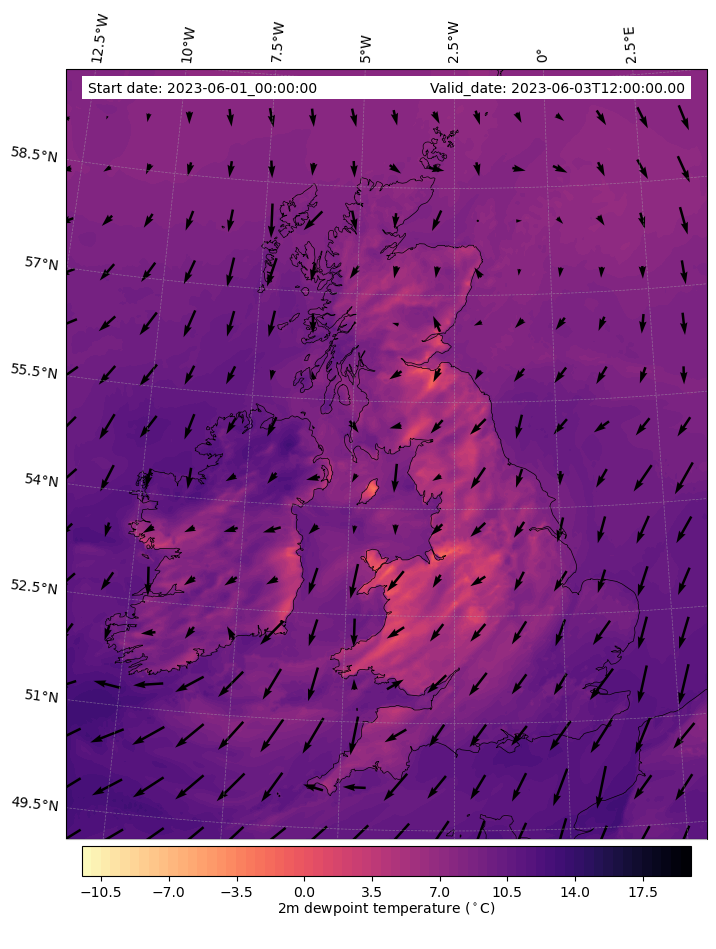 12.5°W 10°W 7.5°W 5°W 2.5°W 0° 2.5°E
Start date: 2023-06-01_00:00:00 Valid_date: 2023-06-03T12:00:00.00
58.5°N
57°N
55.5°N
54°N
52.5°N
51°N
49.5°N
−10.5 −7.0 −3.5 0.0 3.5 7.0 10.5 14.0 17.5
2m dewpoint temperature (°C)